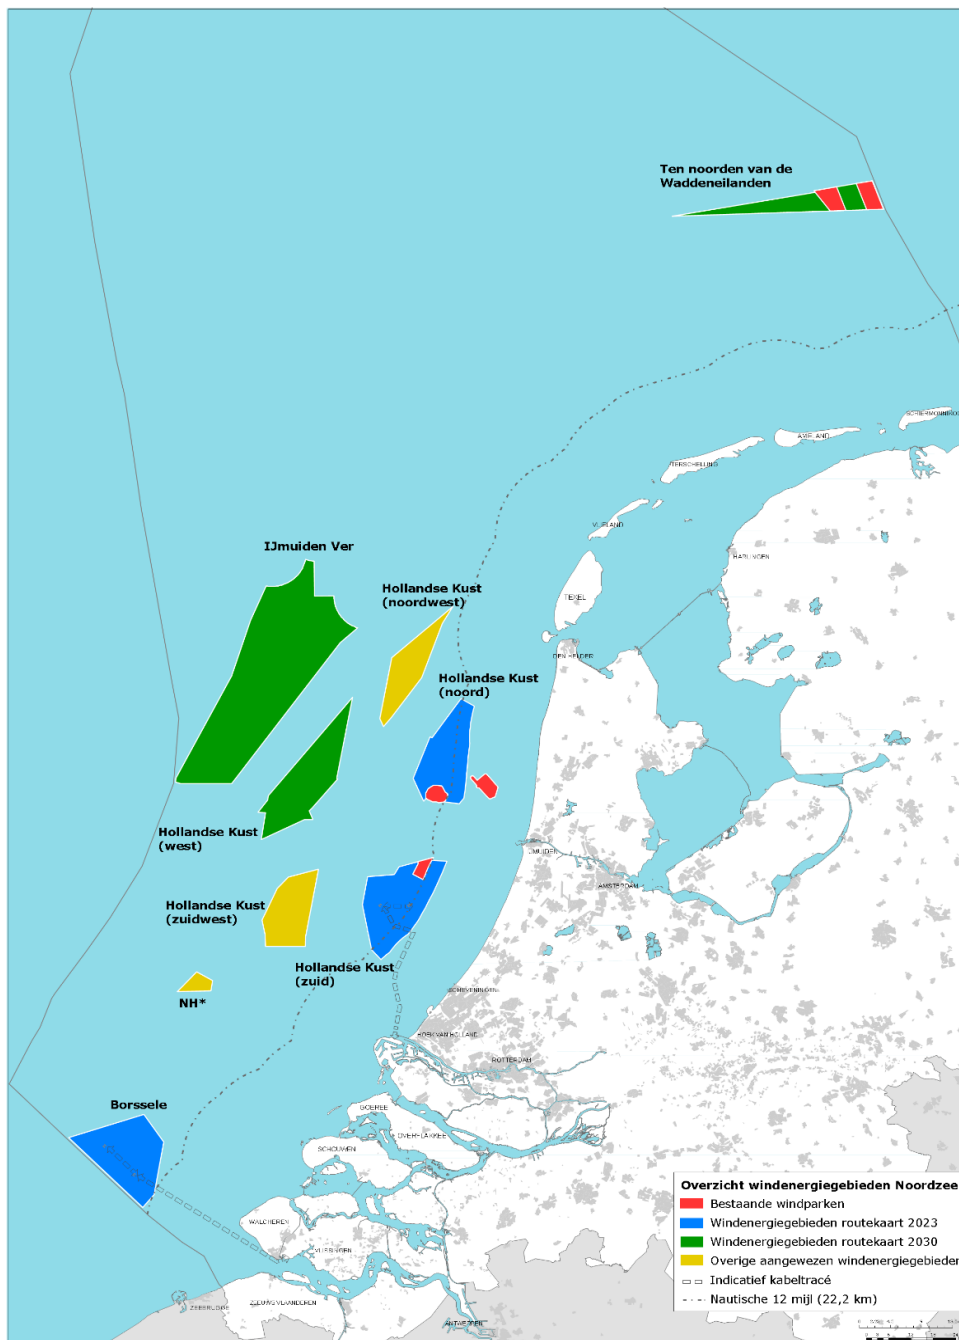 Ten noorden van de
Waddeneilanden
SCHIERMONNIKOOG
AMELAND
TERSCHELLING
VLIELAND
IJmuiden Ver
HARLINGEN
Hollandse Kust
(noordwest)
TEXEL
DEN HELDER
Hollandse Kust
(noord)
Hollandse Kust
(west)
IJMUIDEN
AMSTERDAM
Hollandse Kust
(zuidwest)
Hollandse Kust
(zuid)
SCHEVENINGEN
NH*
HOEK VAN HOLLAND
ROTTERDAM
Borssele
GOEREE
OVERFLAKKEE
SCHOUWEN
WALCHEREN
VLISSINGEN
ZEEBRUGGE
ZEEUWS VLAANDEREN
ANTWERPEN
Overzicht windenergiegebieden Noordzee
Bestaande windparken
Windenergiegebieden routekaart 2023
Windenergiegebieden routekaart 2030
Overige aangewezen windenergiegebieden
Indicatief kabeltracé
Nautische 12 mijl (22,2 km)